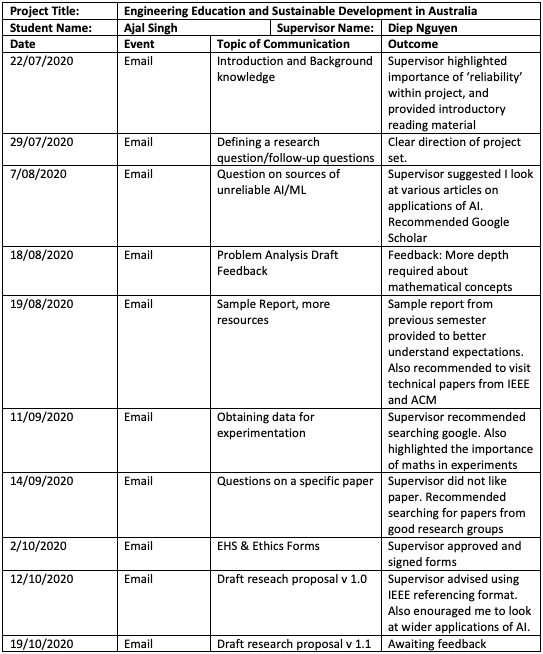 Project Title: Engineering Education and Sustainable Development in Australia
Student Name: Ajal Singh Supervisor Name: Diep Nguyen
Date Event Topic of Communication Outcome
22/07/2020 Email Introduction and Background Supervisor highlighted
knowledge importance of ‘reliability’
within project, and
provided introductory
reading material
29/07/2020 Email Defining a research Clear direction of project
question/follow-up questions set.
7/08/2020 Email Question on sources of Supervisor suggested I look
unreliable AI/ML at various articles on
applications of AI.
Recommended Google
Scholar
18/08/2020 Email Problem Analysis Draft Feedback: More depth
Feedback required about
mathematical concepts
19/08/2020 Email Sample Report, more Sample report from
resources previous semester
provided to better
understand expectations.
Also recommended to visit
technical papers from IEEE
and ACM
11/09/2020 Email Obtaining data for Supervisor recommended
experimentation searching google. Also
highlighted the importance
of maths in experiments
14/09/2020 Email Questions on a specific paper Supervisor did not like
paper. Recommended
searching for papers from
good research groups
2/10/2020 Email EHS & Ethics Forms Supervisor approved and
signed forms
12/10/2020 Email Draft reseach proposal v 1.0 Supervisor advised using
IEEE referencing format.
Also enouraged me to look
at wider applications of AI.
19/10/2020 Email Draft research proposal v 1.1 Awaiting feedback